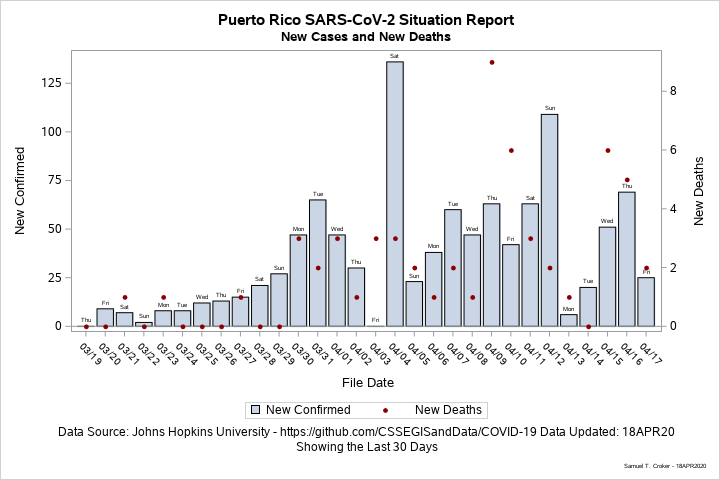 Puerto Rico SARS-CoV-2 Situation Report
New Cases and New Deaths
New Confirmed
New Deaths
125
100
75
50
25
0
8
6
4
2
0
Thu
Fri
Sat
Sun
Mon
Tue
Wed
Thu
Fri
Sat
Sun
Mon
Tue
Wed
Thu
Fri
Sat
Sun
Mon
Tue
Wed
Thu
Fri
Sat
Sun
Mon
Tue
Wed
Thu
Fri
03/19
03/20
03/21
03/22
03/23
03/24
03/25
03/26
03/27
03/28
03/29
03/30
03/31
04/01
04/02
04/03
04/04
04/05
04/06
04/07
04/08
04/09
04/10
04/11
04/12
04/13
04/14
04/15
04/16
04/17
File Date
New Confirmed New Deaths
Data Source: Johns Hopkins University - https://github.com/CSSEGISandData/COVID-19 Data Updated: 18APR20
Showing the Last 30 Days
Samuel T. Croker - 18APR2020